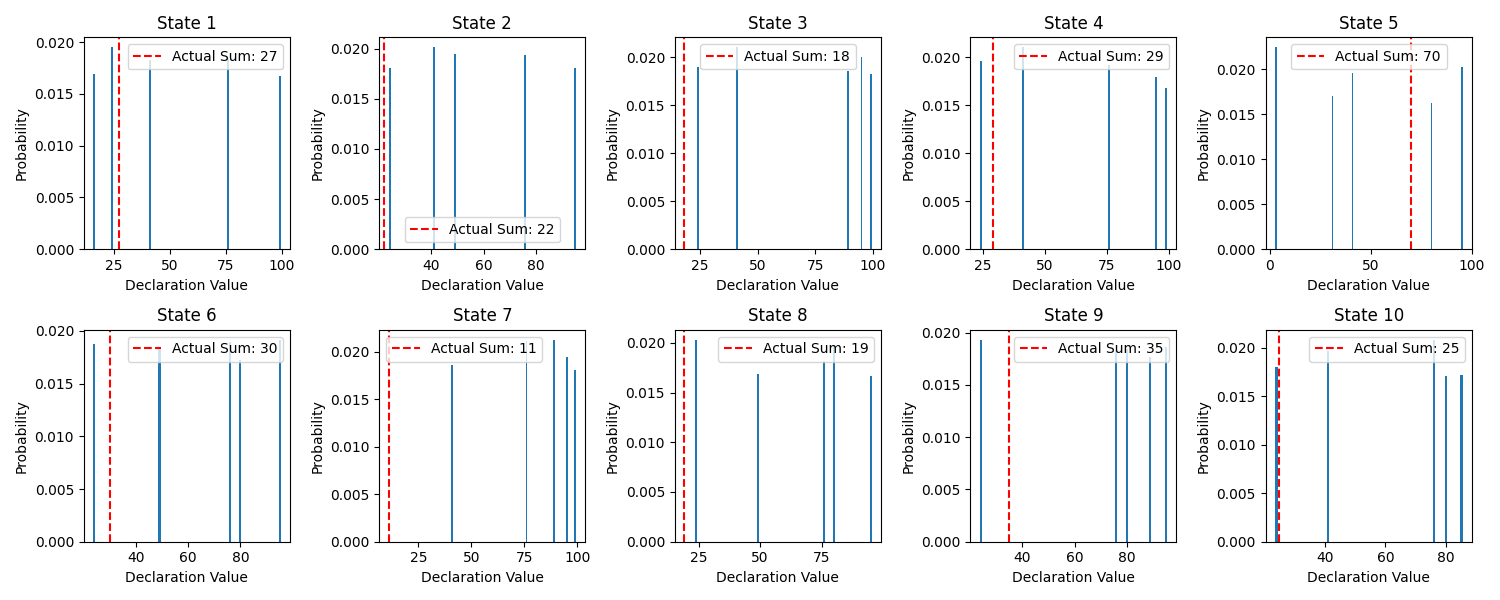 State 1
0.020
0.015
0.010
0.005
0.000
Probability
Actual Sum: 27
25
50
75
100
Declaration Value
State 2
0.020
0.015
0.010
0.005
0.000
Probability
Actual Sum: 22
40
60
80
Declaration Value
State 3
0.020
0.015
0.010
0.005
0.000
Probability
Actual Sum: 18
25
50
75
100
Declaration Value
State 4
0.020
0.015
0.010
0.005
0.000
Probability
Actual Sum: 29
25
50
75
100
Declaration Value
State 5
0.020
0.015
0.010
0.005
0.000
Probability
Actual Sum: 70
0
50
100
Declaration Value
State 6
0.020
0.015
0.010
0.005
0.000
Probability
Actual Sum: 30
40
60
80
Declaration Value
State 7
0.020
0.015
0.010
0.005
0.000
Probability
Actual Sum: 11
25
50
75
100
Declaration Value
State 8
0.020
0.015
0.010
0.005
0.000
Probability
Actual Sum: 19
25
50
75
Declaration Value
State 9
0.020
0.015
0.010
0.005
0.000
Probability
Actual Sum: 35
40
60
80
Declaration Value
State 10
0.020
0.015
0.010
0.005
0.000
Probability
Actual Sum: 25
40
60
80
Declaration Value